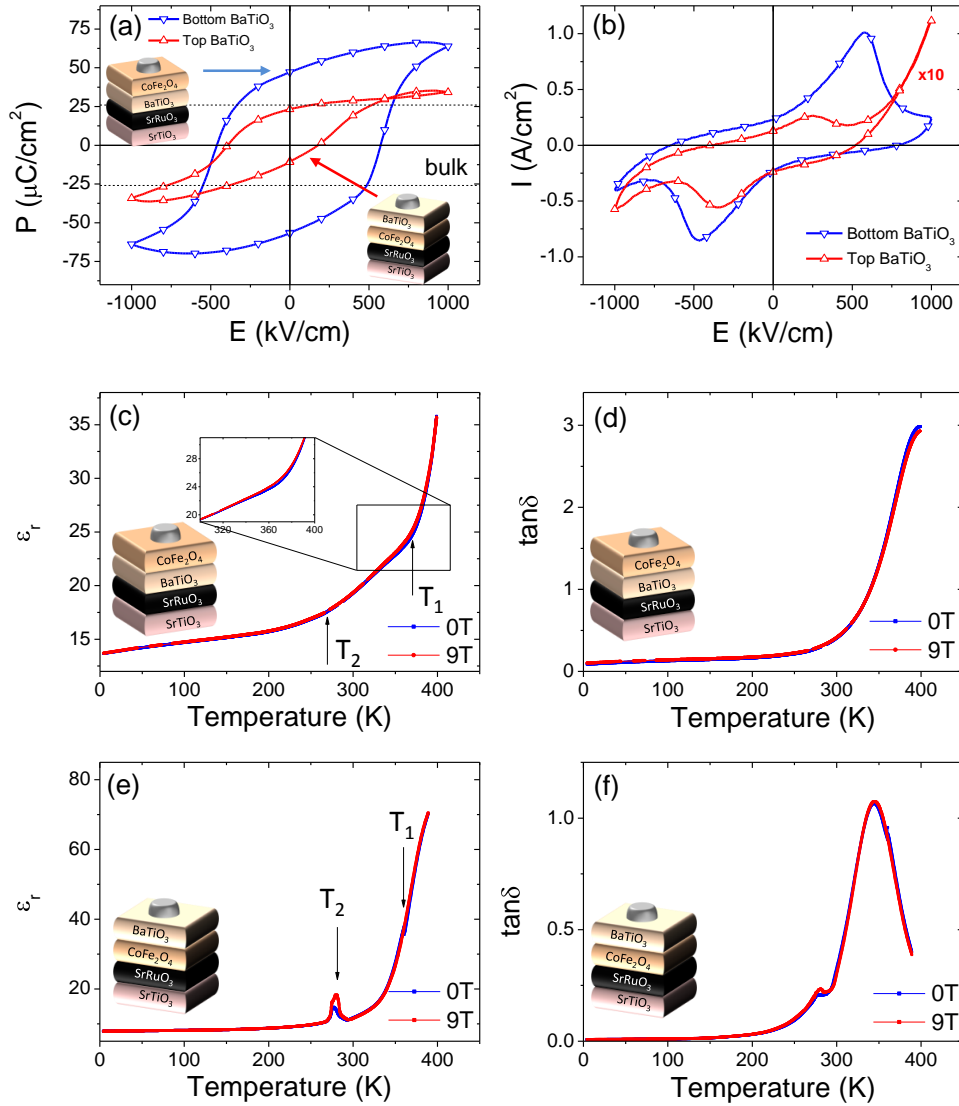 (a)
Bottom BaTiO3
Top BaTiO3
75
50
25
0
-25
-50
-75
P (μC/cm2)
CoFe2O4
BaTiO3
SrRuO3
SrTiO3
bulk
BaTiO3
CoFe2O4
SrRuO3
SrTiO3
-1000 -500 0 500 1000
E (kV/cm)
(b)
1.0
0.5
0.0
-0.5
-1.0
I (A/cm2)
x10
Bottom BaTiO3
Top BaTiO3
-1000 -500 0 500 1000
E (kV/cm)
(c)
35
30
25
20
15
εr
28
26
24
22
20
320 360 400
CoFe2O4
BaTiO3
SrRuO3
SrTiO3
T1
T2
0T
9T
0 100 200 300 400
Temperature (K)
(d)
3
2
1
0
tanδ
CoFe2O4
BaTiO3
SrRuO3
SrTiO3
0T
9T
0 100 200 300 400
Temperature (K)
(e)
80
60
40
20
εr
T1
T2
BaTiO3
CoFe2O4
SrRuO3
SrTiO3
0T
9T
0 100 200 300 400
Temperature (K)
(f)
1.0
0.5
0.0
tanδ
BaTiO3
CoFe2O4
SrRuO3
SrTiO3
0T
9T
0 100 200 300 400
Temperature (K)